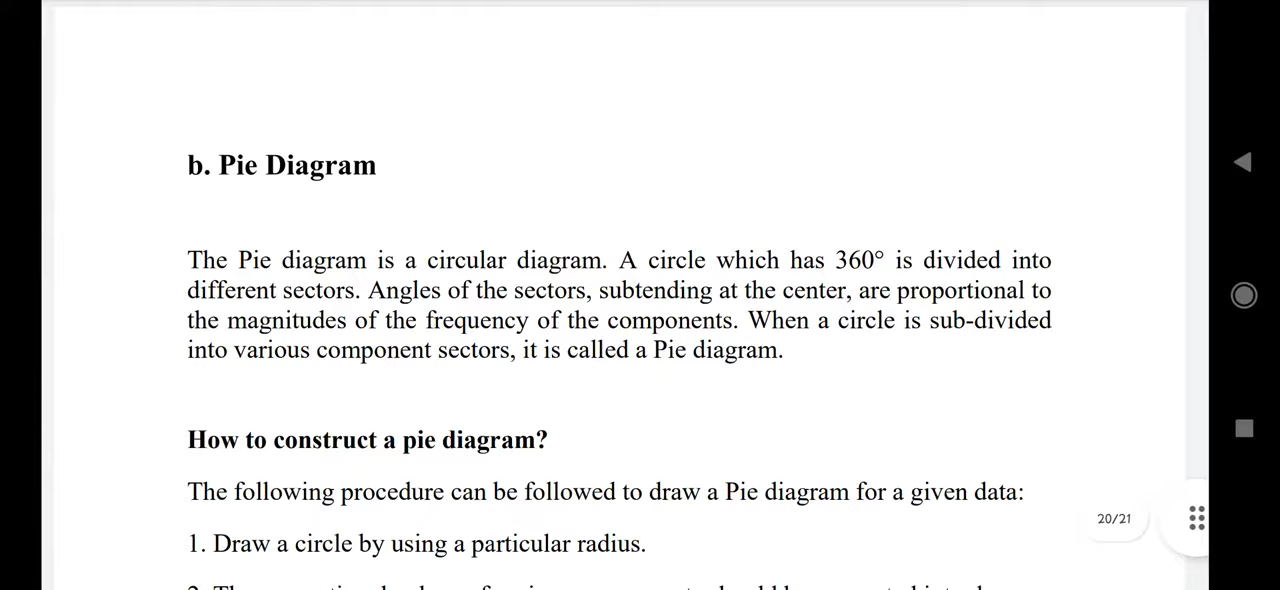 b. Pie Diagram
The Pie diagram is a circular diagram. A circle which has 360° is divided into
different sectors. Angles of the sectors, subtending at the center, are proportional to
the magnitudes of the frequency of the components. When a circle is sub-divided
into various component sectors, it is called a Pie diagram.
How to construct a pie diagram?
The following procedure can be followed to draw a Pie diagram for a given data:
20/21
1. Draw a circle by using a particular radius.